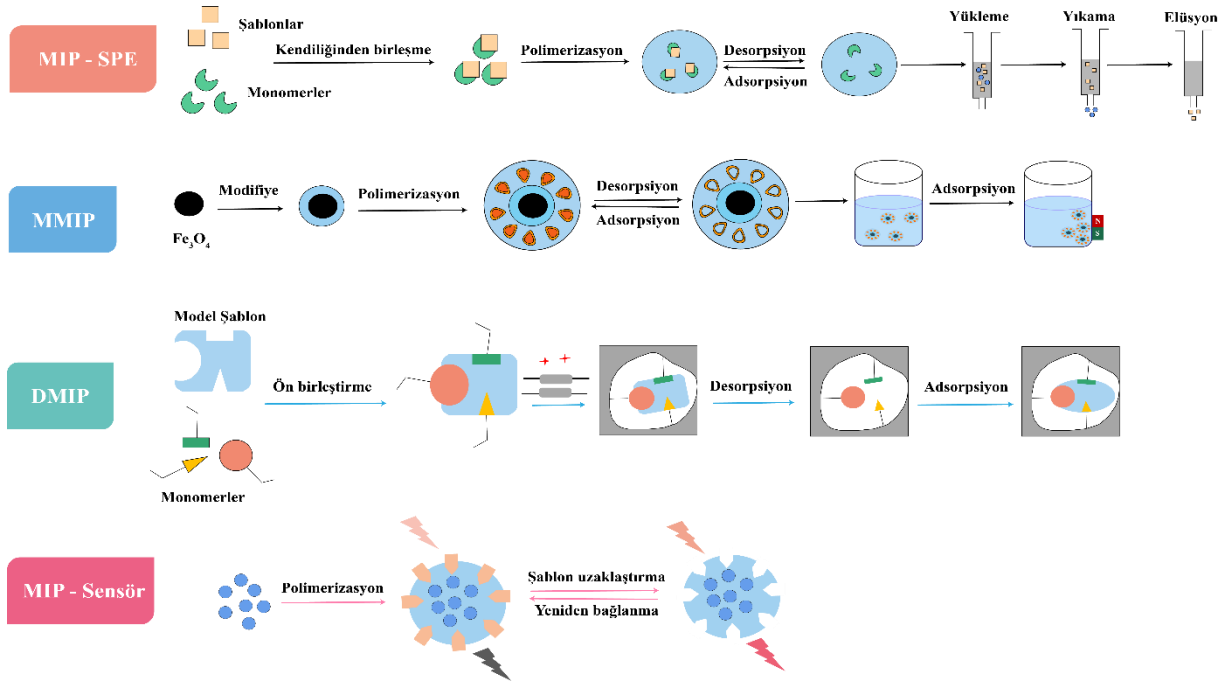 Şablonlar
MIP - SPE
Kendiliğinden birleşme
Polimerizasyon
Desorpsiyon
Adsorpsiyon
Yükleme
Yıkama
Elüsyon
Monomerler
MMIP
Modifiye
Fe₃O₄
Polimerizasyon
Desorpsiyon
Adsorpsiyon
Adsorpsiyon
N
S
Model Şablon
DMIP
Ön birleştirmc
Desorpsiyon
Adsorpsiyon
Monomerler
MIP - Sensör
Polimerizasyon
Şablon uzaklaştırma
Yeniden bağlanma